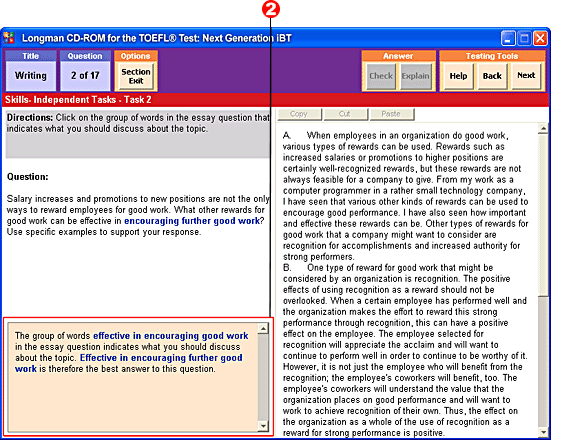 2
Longman CD-ROM for the TOEFL® Test: Next Generation iBT
Title
Question
Options
Answer
Testing Tools
Writing
2 of 17
Section
Exit
Check
Explain
Help
Back
Next
Skills- Independent Tasks - Task 2
Directions: Click on the group of words in the essay question that
indicates what you should discuss about the topic.
Question:
Salary increases and promotions to new positions are not the only
ways to reward employees for good work. What other rewards for
good work can be effective in encouraging further good work?
Use specific examples to support your response.
The group of words effective in encouraging good work
in the essay question indicates what you should discuss
about the topic. Effective in encouraging further good
work is therefore the best answer to this question.
Copy
Cut
Paste
A. When employees in an organization do good work,
various types of rewards can be used. Rewards such as
increased salaries or promotions to higher positions are
certainly well-recognized rewards, but these rewards are not
always feasible for a company to give. From my work as a
computer programmer in a rather small technology company,
I have seen that various other kinds of rewards can be used to
encourage good performance. I have also seen how important
and effective these rewards can be. Other types of rewards for
good work that a company might want to consider are
recognition for accomplishments and increased authority for
strong performers.
B. One type of reward for good work that might be
considered by an organization is recognition. The positive
effects of using recognition as a reward should not be
overlooked. When a certain employee has performed well and
the organization makes the effort to reward this strong
performance through recognition, this can have a positive
effect on the employee. The employee selected for
recognition will appreciate the acclaim and will want to
continue to perform well in order to continue to be worthy of it.
However, it is not just the employee who will benefit from the
recognition; the employee's coworkers will benefit, too. The
employee's coworkers will understand the value that the
organization places on good performance and will want to
work to achieve recognition of their own. Thus, the effect on
the organization as a whole of the use of recognition as a
reward for strong performance is positive.